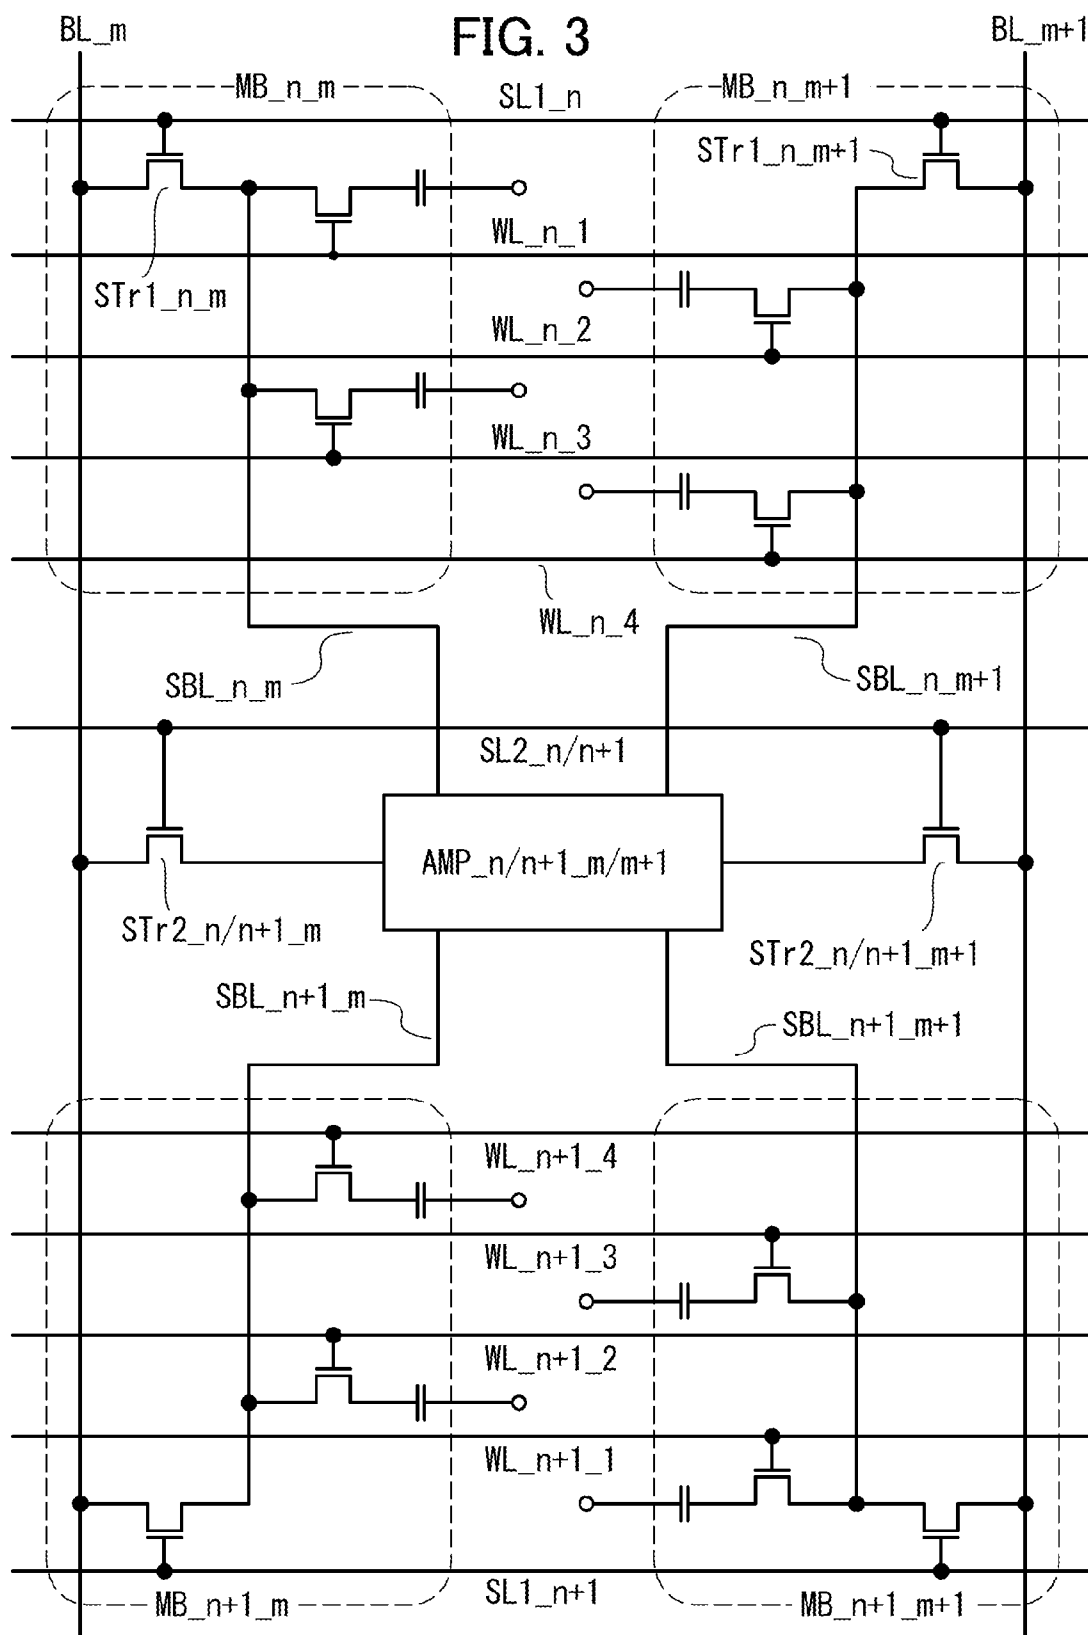 FIG. 3
BL_m
BL_m+1
MB_n_m
SL1_n
MB_n_m+1
STr1_n_m+1
WL_n_1
STr1_n_m
WL_n_2
WL_n_3
WL_n_4
SBL_n_m
SBL_n_m+1
SL2_n/n+1
AMP_n/n+1_m/m+1
STr2_n/n+1_m
STr2_n/n+1_m+1
SBL_n+1_m
SBL_n+1_m+1
WL_n+1_4
WL_n+1_3
WL_n+1_2
WL_n+1_1
SL1_n+1
MB_n+1_m
MB_n+1_m+1